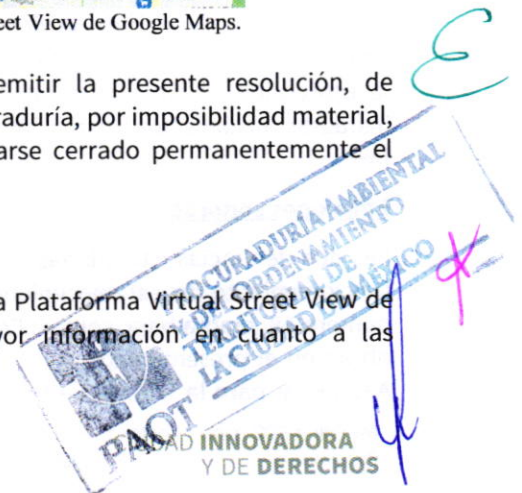 eet View de Google Maps.
emitir la presente resolución, de
raduría, por imposibilidad material,
arse cerrado permanentemente el
PROCURADURÍA AMBIENTAL
Y DEL ORDENAMIENTO
TERRITORIAL DE
LA CIUDAD DE MÉXICO
PAOT
a Plataforma Virtual Street View de
yor información en cuanto a las
CIUDAD INNOVADORA
Y DE DERECHOS